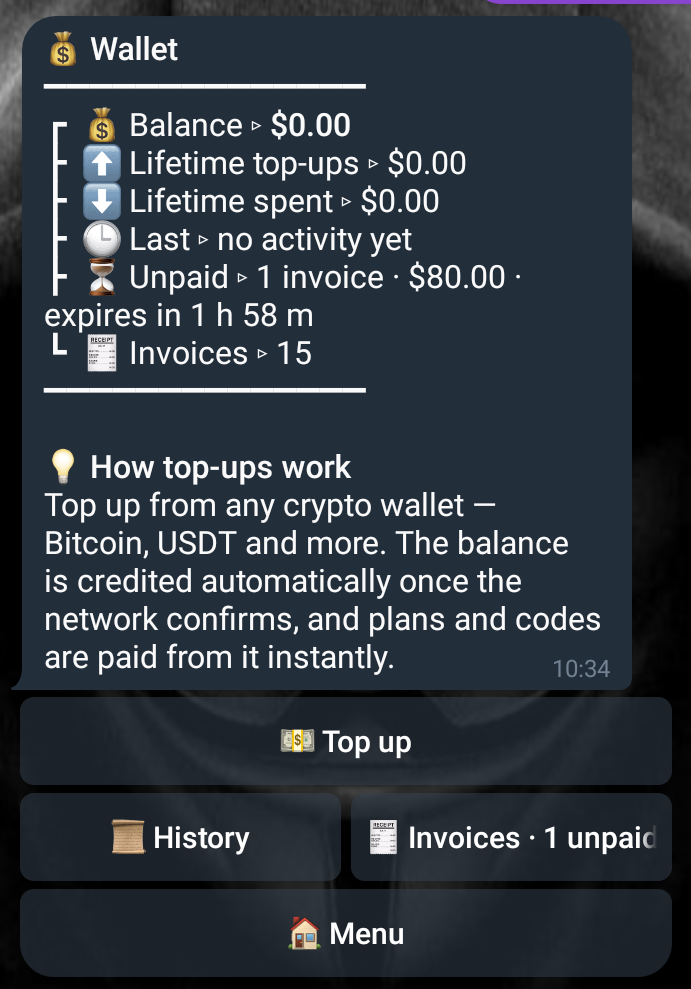 💰 Wallet
━━━━━━━━━━━━━━
┏ 💰 Balance ▹ $0.00
┣ ⬆️ Lifetime top-ups ▹ $0.00
┣ ⬇️ Lifetime spent ▹ $0.00
┣ 🕒 Last ▹ no activity yet
┣ ⏳ Unpaid ▹ 1 invoice · $80.00 ·
expires in 1 h 58 m
┗ 🧾 Invoices ▹ 15
━━━━━━━━━━━━━━
💡 How top-ups work
Top up from any crypto wallet —
Bitcoin, USDT and more. The balance
is credited automatically once the
network confirms, and plans and codes
are paid from it instantly.
10:34
💵 Top up
📜 History
🧾 Invoices · 1 unpaid
🏠 Menu